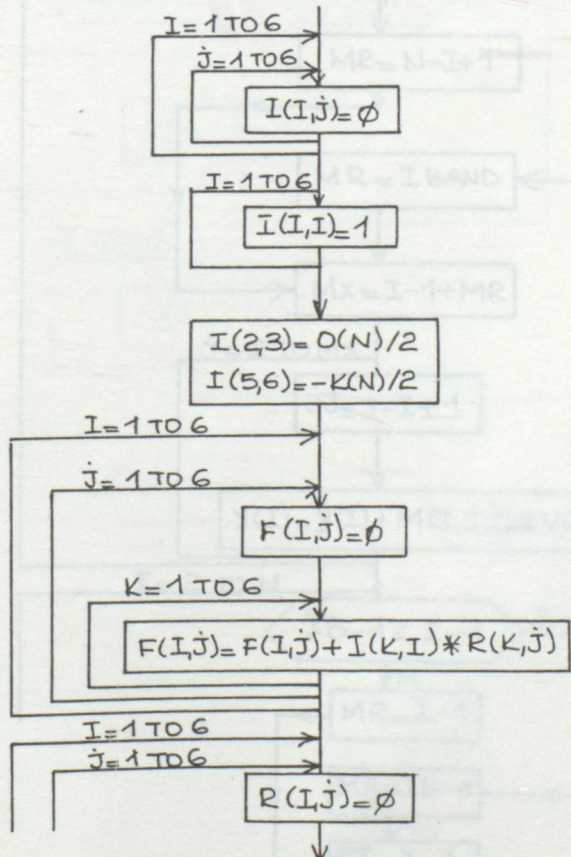 I=1 TO 6
j=1 TO 6
I(I,j)=ϕ
I=1 TO 6
I(I,I)=1
I(2,3)=O(N)/2
I(5,6)=-K(N)/2
I=1 TO 6
j=1 TO 6
F(I,j)=ϕ
K=1 TO 6
F(I,j)=F(I,j)+I(K,I)*R(K,j)
I=1 TO 6
j=1 TO 6
R(I,j)=ϕ